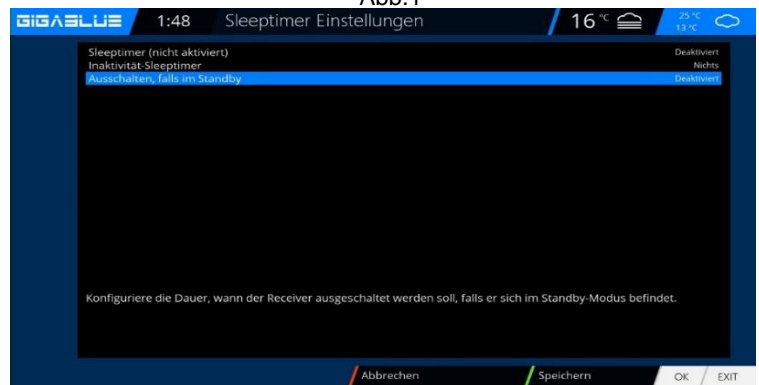 Abb.1
GIGABLUE 1:48 Sleeptimer Einstellungen 16 °C 25 °C
13 °C
Sleeptimer (nicht aktiviert) Deaktiviert
Inaktivität-Sleeptimer Nichts
Ausschalten, falls im Standby Deaktiviert
Konfiguriere die Dauer, wann der Receiver ausgeschaltet werden soll, falls er sich im Standby-Modus befindet.
Abbrechen Speichern OK EXIT